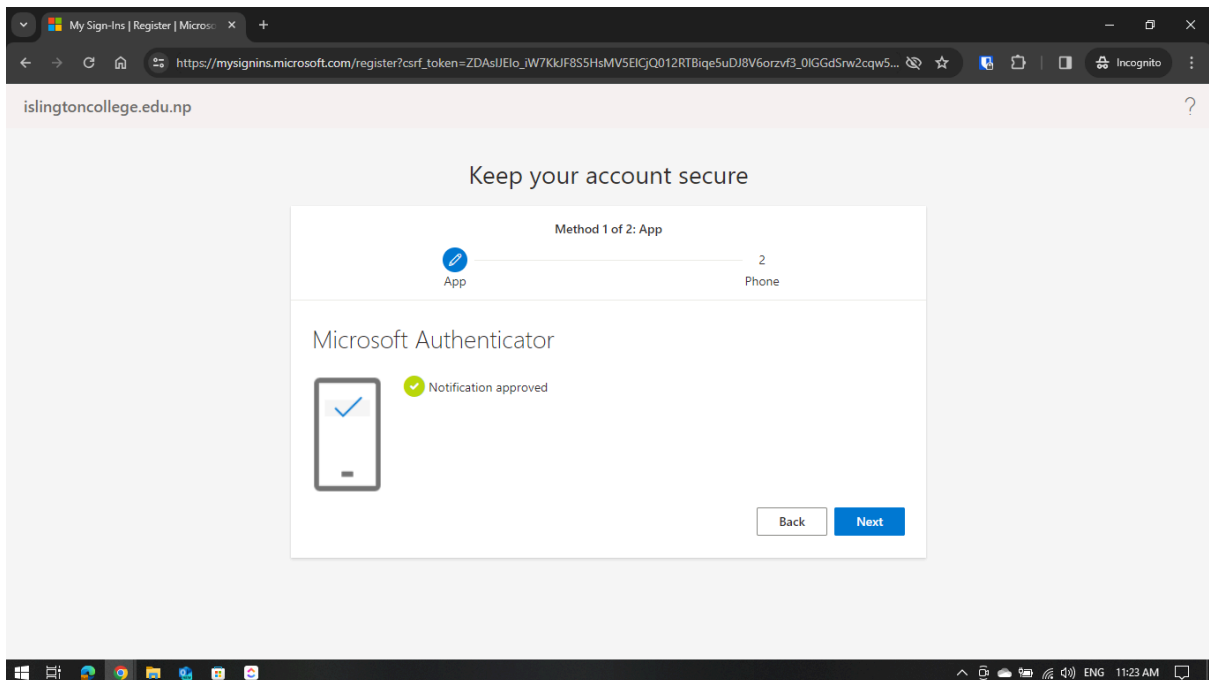 My Sign-Ins | Register | Microso
https://mysignins.microsoft.com/register?csrf_token=ZDAsIJEIo_iW7KkJF8S5HsMV5EICjQ012RTBiqe5uDJ8V6orzvf3_0IGGdSrw2cqw5...
Incognito
islingtoncollege.edu.np
?
Keep your account secure
Method 1 of 2: App
2
App
Phone
Microsoft Authenticator
Notification approved
Back
Next
ENG 11:23 AM